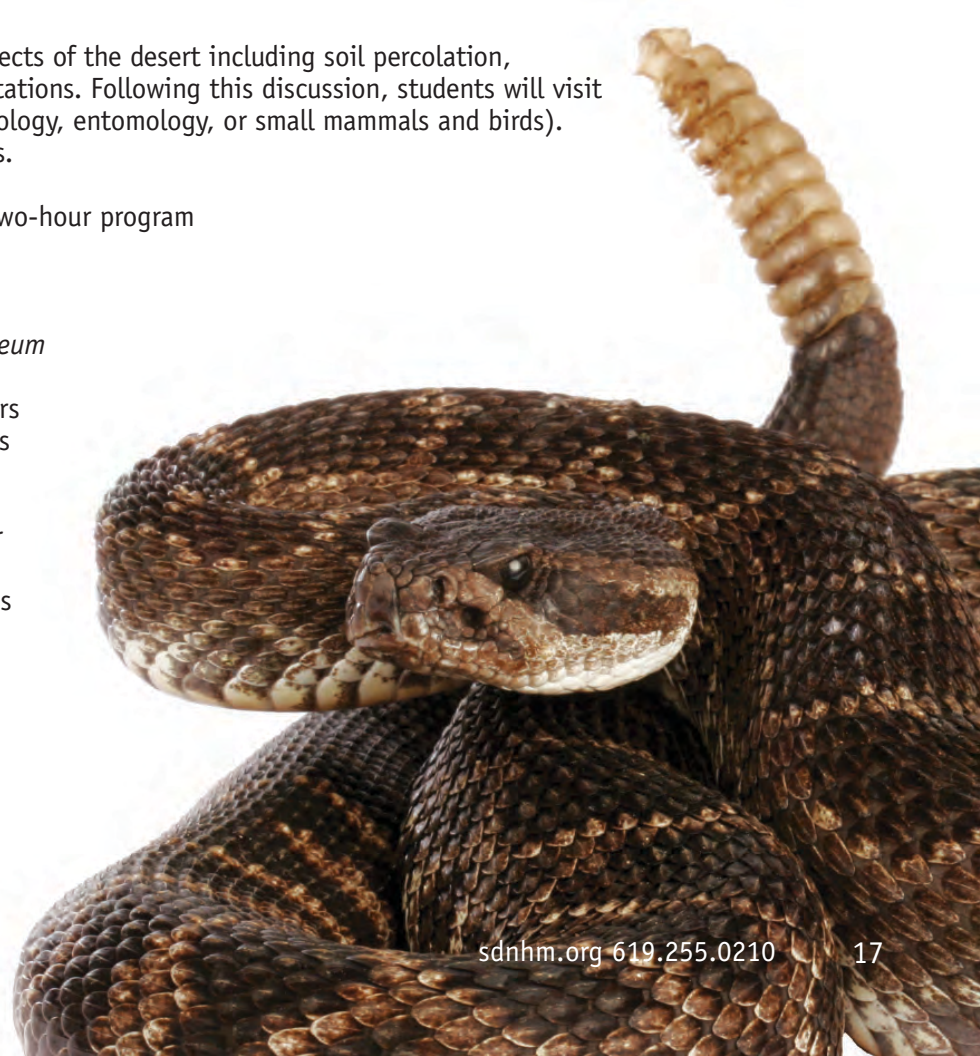 ects of the desert including soil percolation,
tations. Following this discussion, students will visit
ology, entomology, or small mammals and birds).
s.
wo-hour program
eum
rs
s
s
sdnhm.org 619.255.0210 17